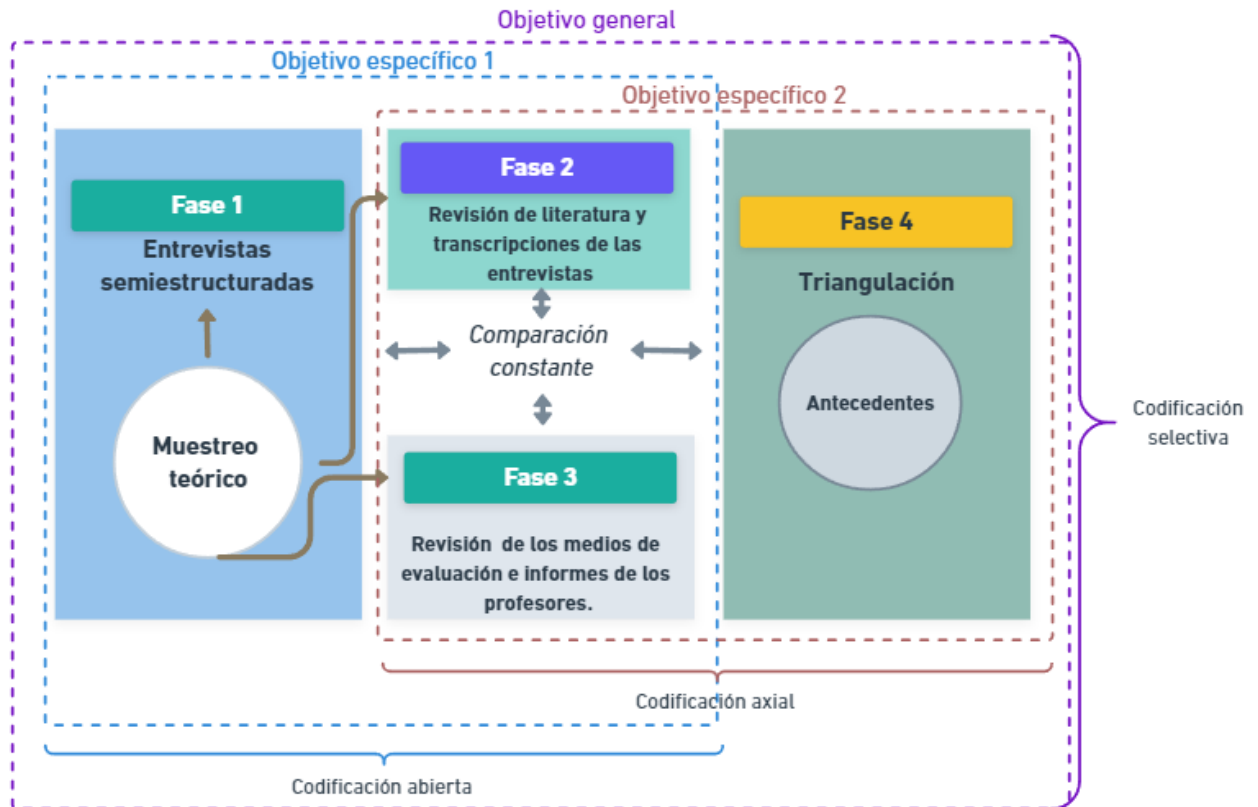 Objetivo general
Objetivo específico 1
Objetivo específico 2
Fase 1
Entrevistas
semiestructuradas
Muestreo
teórico
Fase 2
Revisión de literatura y
transcripciones de las
entrevistas
Comparación
constante
Fase 3
Revisión de los medios de
evaluación e informes de los
profesores.
Fase 4
Triangulación
Antecedentes
Codificación
selectiva
Codificación axial
Codificación abierta